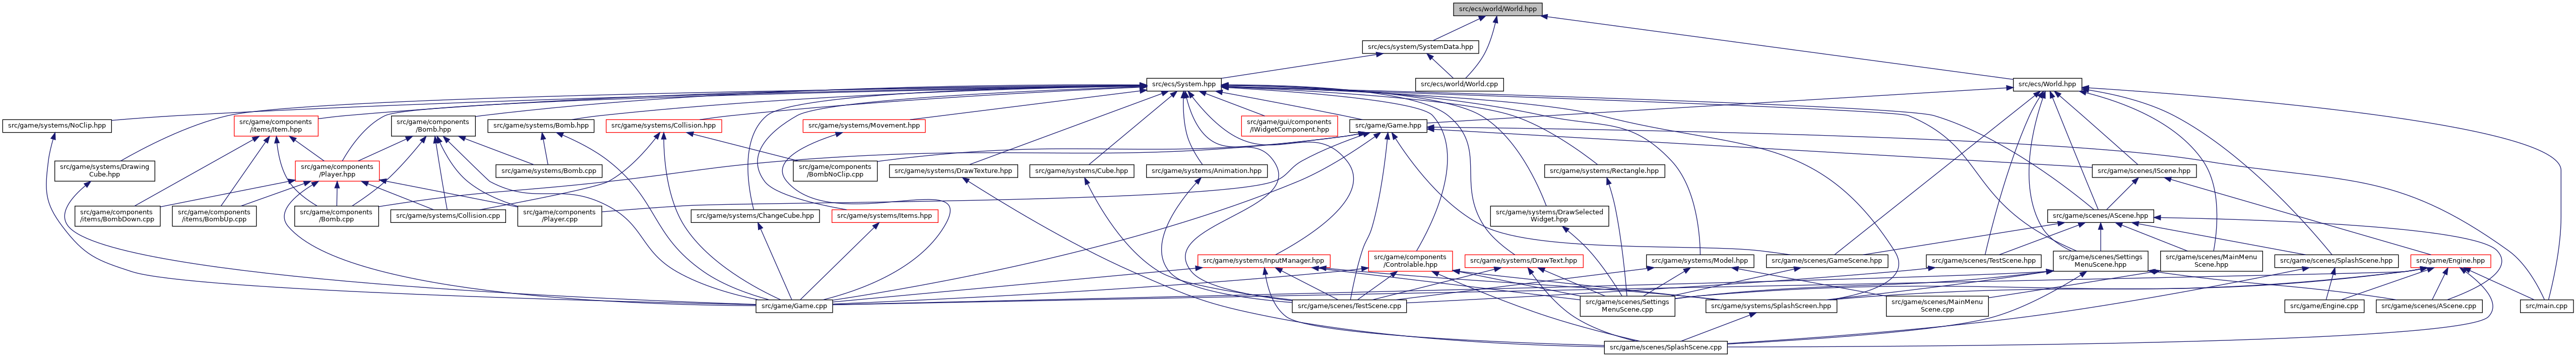 src/ecs/world/World.hpp
src/ecs/system/SystemData.hpp
src/ecs/System.hpp
src/ecs/world/World.cpp
src/ecs/World.hpp
src/game/systems/NoClip.hpp
src/game/components
/items/Item.hpp
src/game/components
/Bomb.hpp
src/game/systems/Bomb.hpp
src/game/systems/Collision.hpp
src/game/systems/Movement.hpp
src/game/gui/components
/IWidgetComponent.hpp
src/game/Game.hpp
src/game/systems/Drawing
Cube.hpp
src/game/components
/Player.hpp
src/game/systems/Bomb.cpp
src/game/components
/BombNoClip.cpp
src/game/systems/DrawTexture.hpp
src/game/systems/Cube.hpp
src/game/systems/Animation.hpp
src/game/systems/Rectangle.hpp
src/game/scenes/IScene.hpp
src/game/components
/items/BombDown.cpp
src/game/components
/items/BombUp.cpp
src/game/components
/Bomb.cpp
src/game/systems/Collision.cpp
src/game/components
/Player.cpp
src/game/systems/ChangeCube.hpp
src/game/systems/Items.hpp
src/game/systems/DrawSelected
Widget.hpp
src/game/scenes/AScene.hpp
src/game/systems/InputManager.hpp
src/game/components
/Controlable.hpp
src/game/systems/DrawText.hpp
src/game/systems/Model.hpp
src/game/scenes/GameScene.hpp
src/game/scenes/TestScene.hpp
src/game/scenes/Settings
MenuScene.hpp
src/game/scenes/MainMenu
Scene.hpp
src/game/scenes/SplashScene.hpp
src/game/Engine.hpp
src/game/Game.cpp
src/game/scenes/TestScene.cpp
src/game/scenes/Settings
MenuScene.cpp
src/game/systems/SplashScreen.hpp
src/game/scenes/MainMenu
Scene.cpp
src/game/Engine.cpp
src/game/scenes/AScene.cpp
src/main.cpp
src/game/scenes/SplashScene.cpp